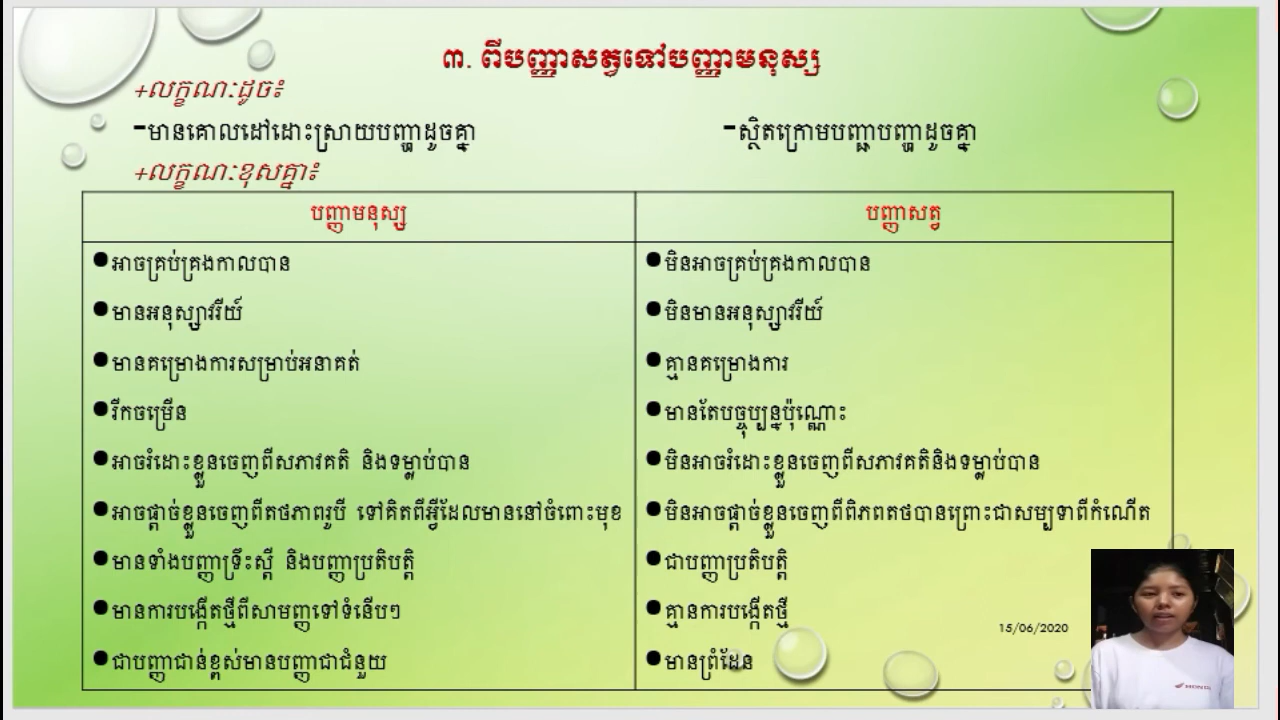 ៣. ពីបញ្ញាសត្វទៅបញ្ញាមនុស្ស
+លក្ខណៈដូច៖
-មានគោលដៅដោះស្រាយបញ្ហាដូចគ្នា
-ស្ថិតក្រោមបញ្ជាបញ្ហាដូចគ្នា
+លក្ខណៈខុសគ្នា៖
បញ្ញាមនុស្ស
បញ្ញាសត្វ
●អាចគ្រប់គ្រងកាលបាន
●មិនអាចគ្រប់គ្រងកាលបាន
●មានអនុស្សាវរីយ៍
●មិនមានអនុស្សាវរីយ៍
●មានគម្រោងការសម្រាប់អនាគត់
●គ្មានគម្រោងការ
●រីកចម្រើន
●មានតែបច្ចុប្បន្នប៉ុណ្ណោះ
●អាចរំដោះខ្លួនចេញពីសភាវគតិ និងទម្លាប់បាន
●មិនអាចរំដោះខ្លួនចេញពីសភាវគតិនិងទម្លាប់បាន
●អាចផ្ដាច់ខ្លួនចេញពីតថភាពរូបី ទៅគិតពីអ្វីដែលមាននៅចំពោះមុខ
●មិនអាចផ្ដាច់ខ្លួនចេញពីពិភពតថបានព្រោះជាសម្បទាពីកំណើត
●មានទាំងបញ្ញាទ្រឹះស្ដី និងបញ្ញាប្រតិបត្តិ
●ជាបញ្ញាប្រតិបត្តិ
●មានការបង្កើតថ្មីពីសាមញ្ញទៅទំនើបៗ
●គ្មានការបង្កើតថ្មី
●ជាបញ្ញាជាន់ខ្ពស់មានបញ្ញាជាជំនួយ
●មានព្រំដែន
15/06/2020
HONDA